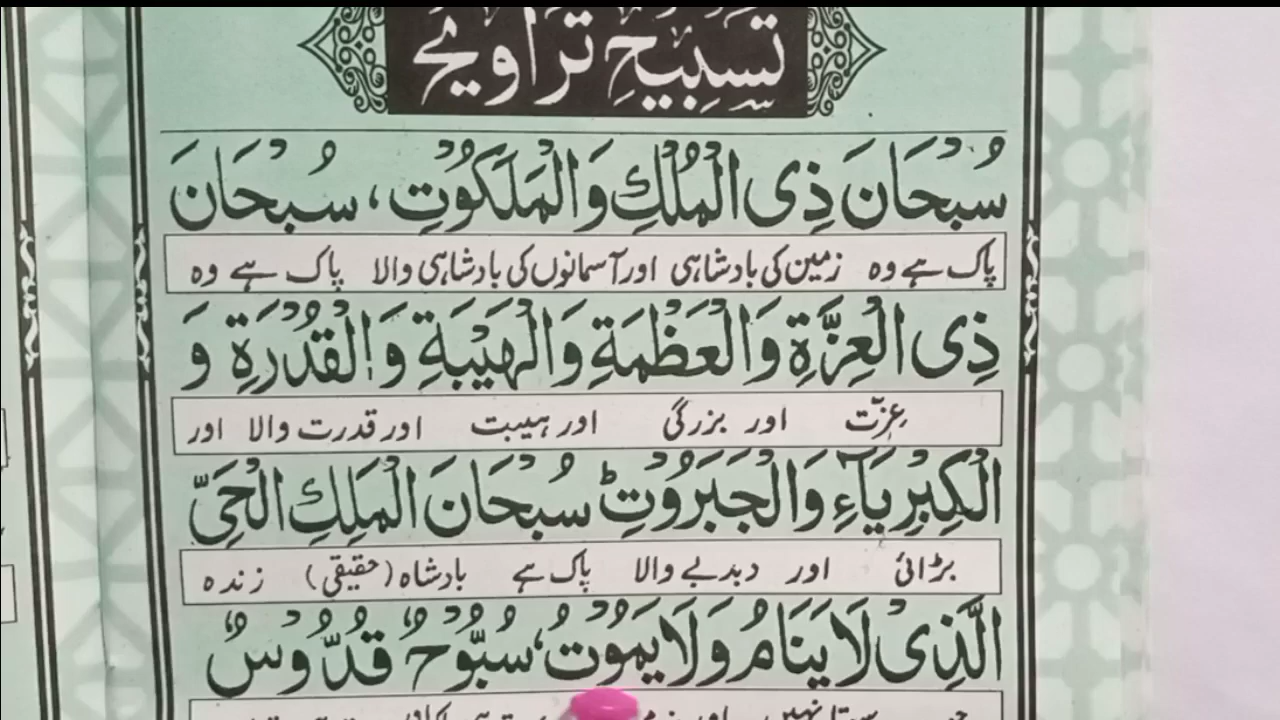 تسبیحِ تراویح
سُبْحَانَ ذِی الْمُلْكِ وَالْمَلَكُوْتِ، سُبْحَانَ
پاک ہے وہ زمین کی بادشاہی اور آسمانوں کی بادشاہی والا پاک ہے وہ
ذِی الْعِزَّةِ وَالْعَظْمَةِ وَالْهَيْبَةِ وَالْقُدْرَةِ وَ
عزّت اور بزرگی اور ہیبت اور قدرت والا اور
الْكِبْرِيَآءِ وَالْجَبَرُوْتِؕ سُبْحَانَ الْمَلِكِ الْحَیِّ
بڑائی اور دبدبے والا پاک ہے بادشاہ (حقیقی) زندہ
الَّذِیْ لَا يَنَامُ وَلَا يَمُوْتُ، سُبُّوْحٌ قُدُّوْسٌ